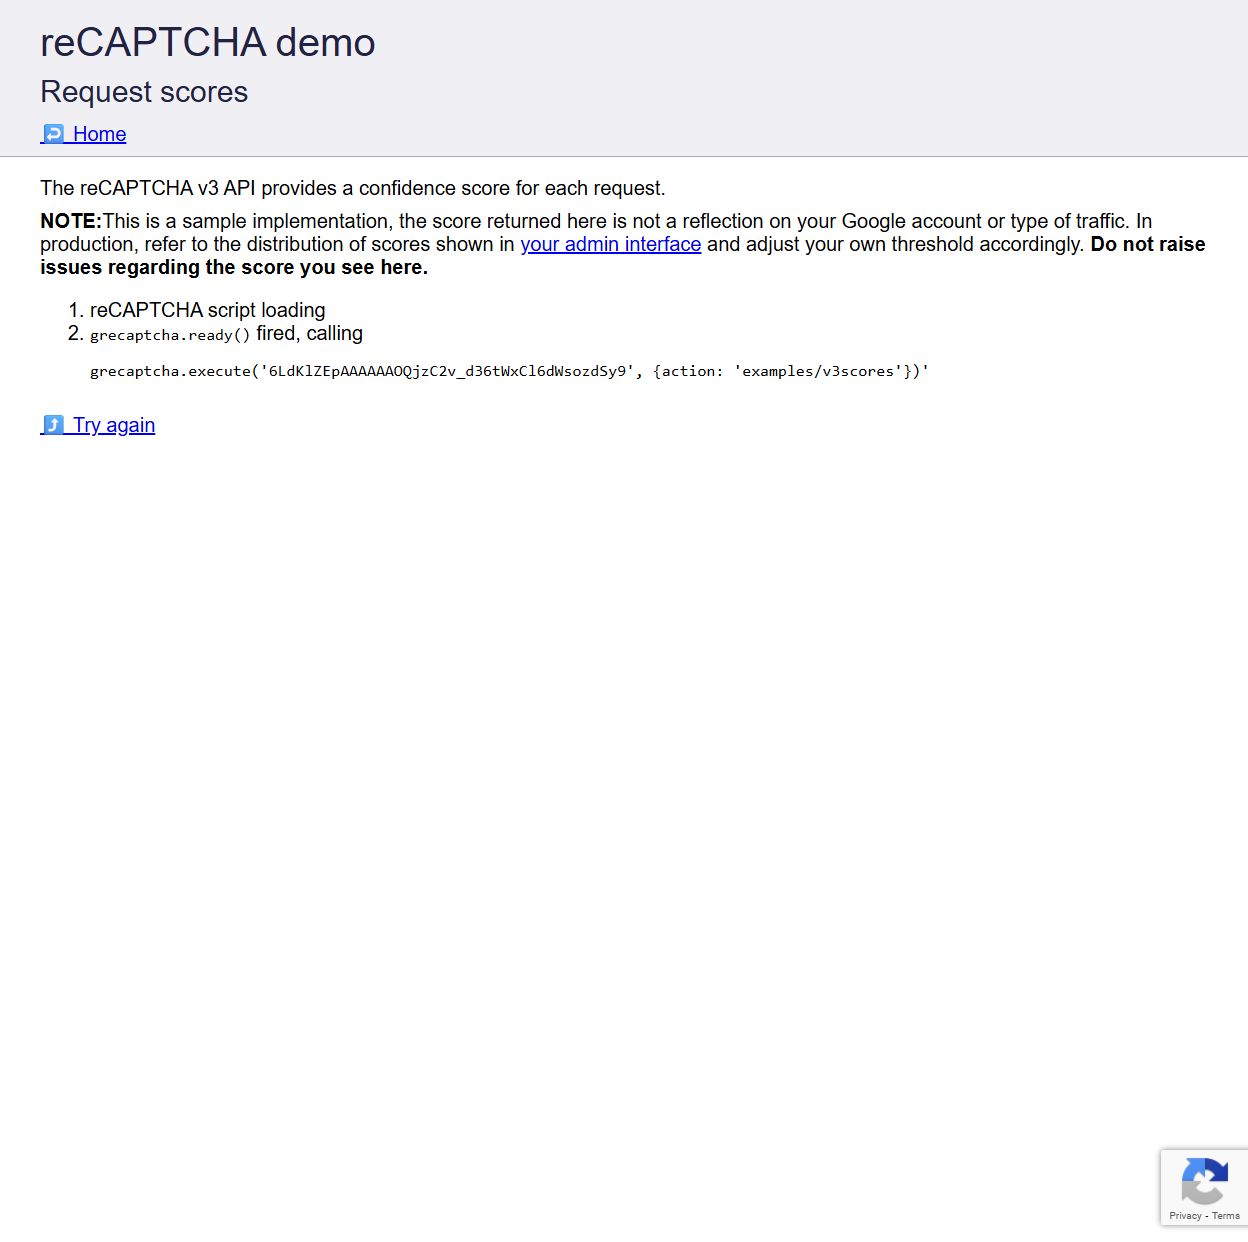 reCAPTCHA demo
Request scores
Home
The reCAPTCHA v3 API provides a confidence score for each request.
NOTE:This is a sample implementation, the score returned here is not a reflection on your Google account or type of traffic. In
production, refer to the distribution of scores shown in your admin interface and adjust your own threshold accordingly. Do not raise
issues regarding the score you see here.
1. reCAPTCHA script loading
2. grecaptcha.ready() fired, calling
grecaptcha.execute('6LdKlZEpAAAAAAOQjzC2v_d36tWxCl6dWsozdSy9', {action: 'examples/v3scores'})'
Try again
Privacy - Terms